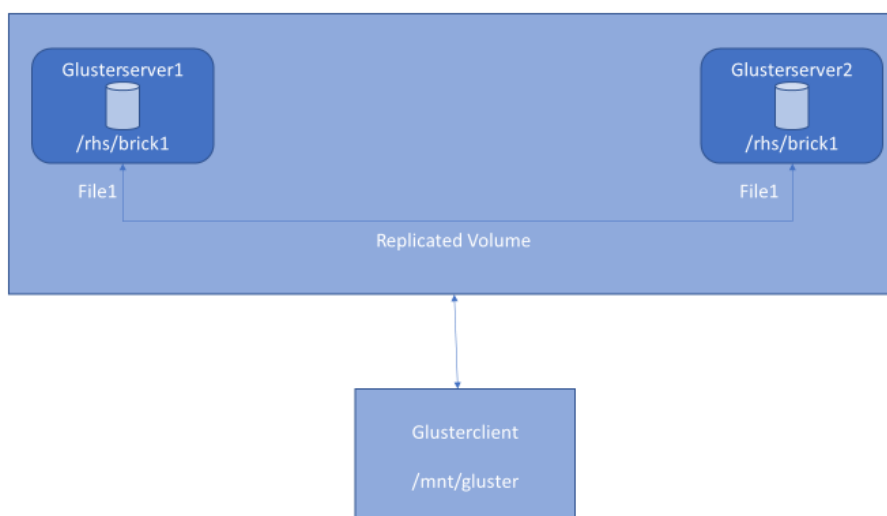 Glusterserver1
/rhs/brick1
Glusterserver2
/rhs/brick1
File1
File1
Replicated Volume
Glusterclient
/mnt/gluster